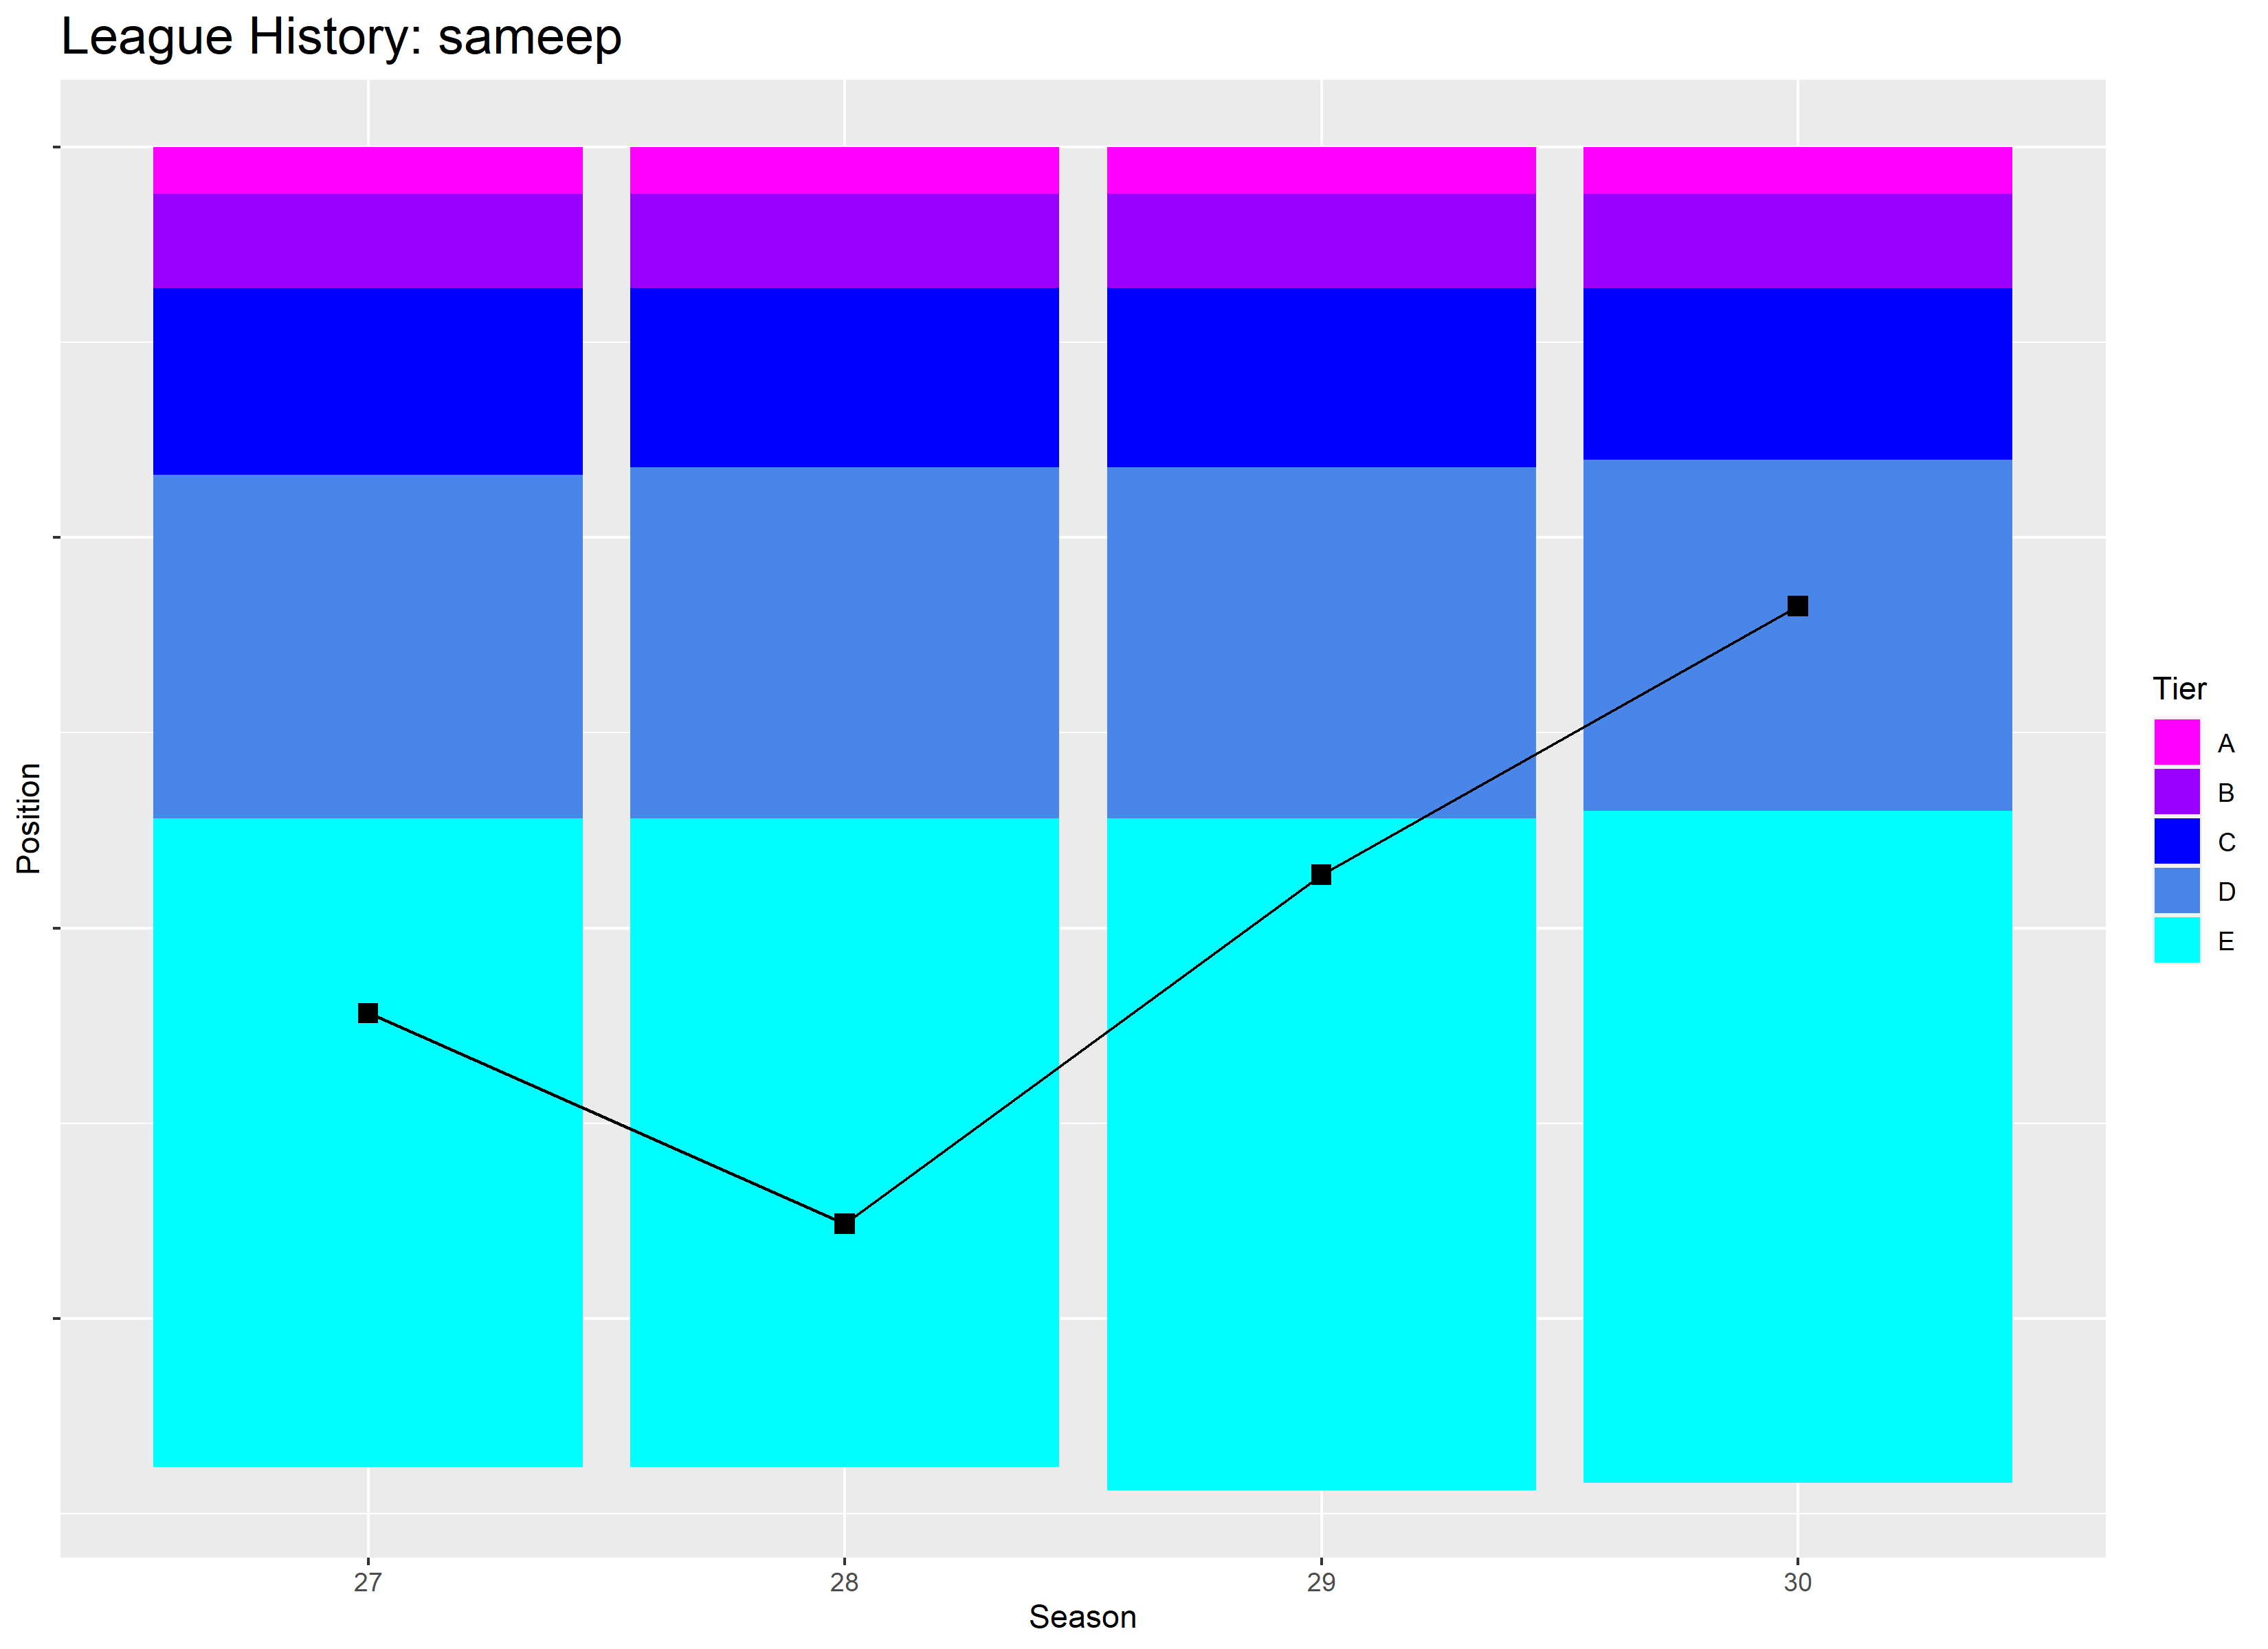 League History: sameep
Position
Tier
A
B
C
D
E
27
28
29
30
Season